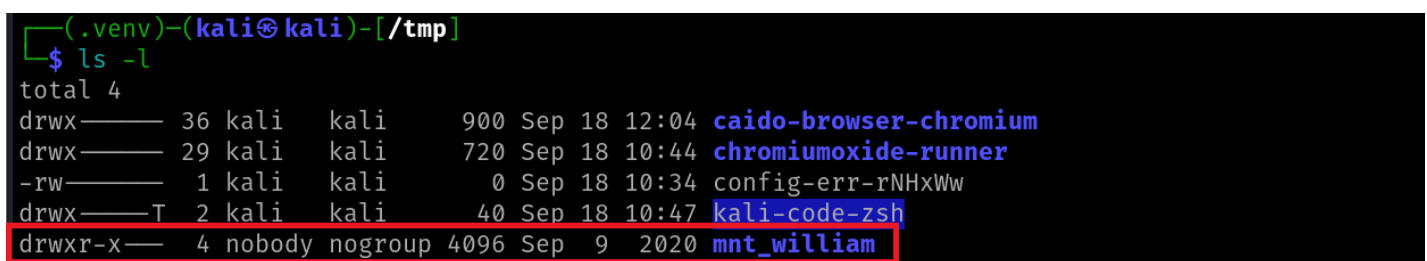 ┌──(.venv)─(kali㉿kali)-[/tmp]
└─$ ls -l
total 4
drwx------ 36 kali   kali     900 Sep 18 12:04 caido-browser-chromium
drwx------ 29 kali   kali     720 Sep 18 10:44 chromiumoxide-runner
-rw-------  1 kali   kali       0 Sep 18 10:34 config-err-rNHxWw
drwx-----T  2 kali   kali      40 Sep 18 10:47 kali-code-zsh
drwxr-x---  4 nobody nogroup 4096 Sep  9  2020 mnt_william